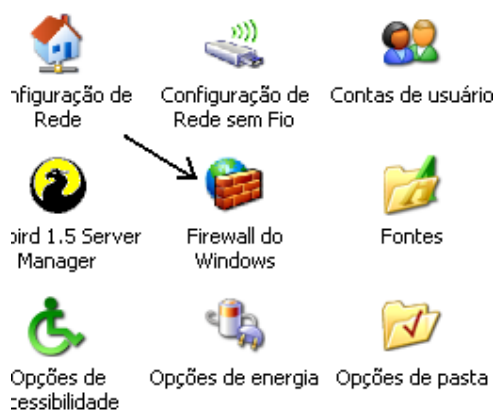 nfiguração de
Rede
Configuração de
Rede sem Fio
Contas de usuário
bird 1.5 Server
Manager
Firewall do
Windows
Fontes
Opções de
cessibilidade
Opções de energia
Opções de pasta